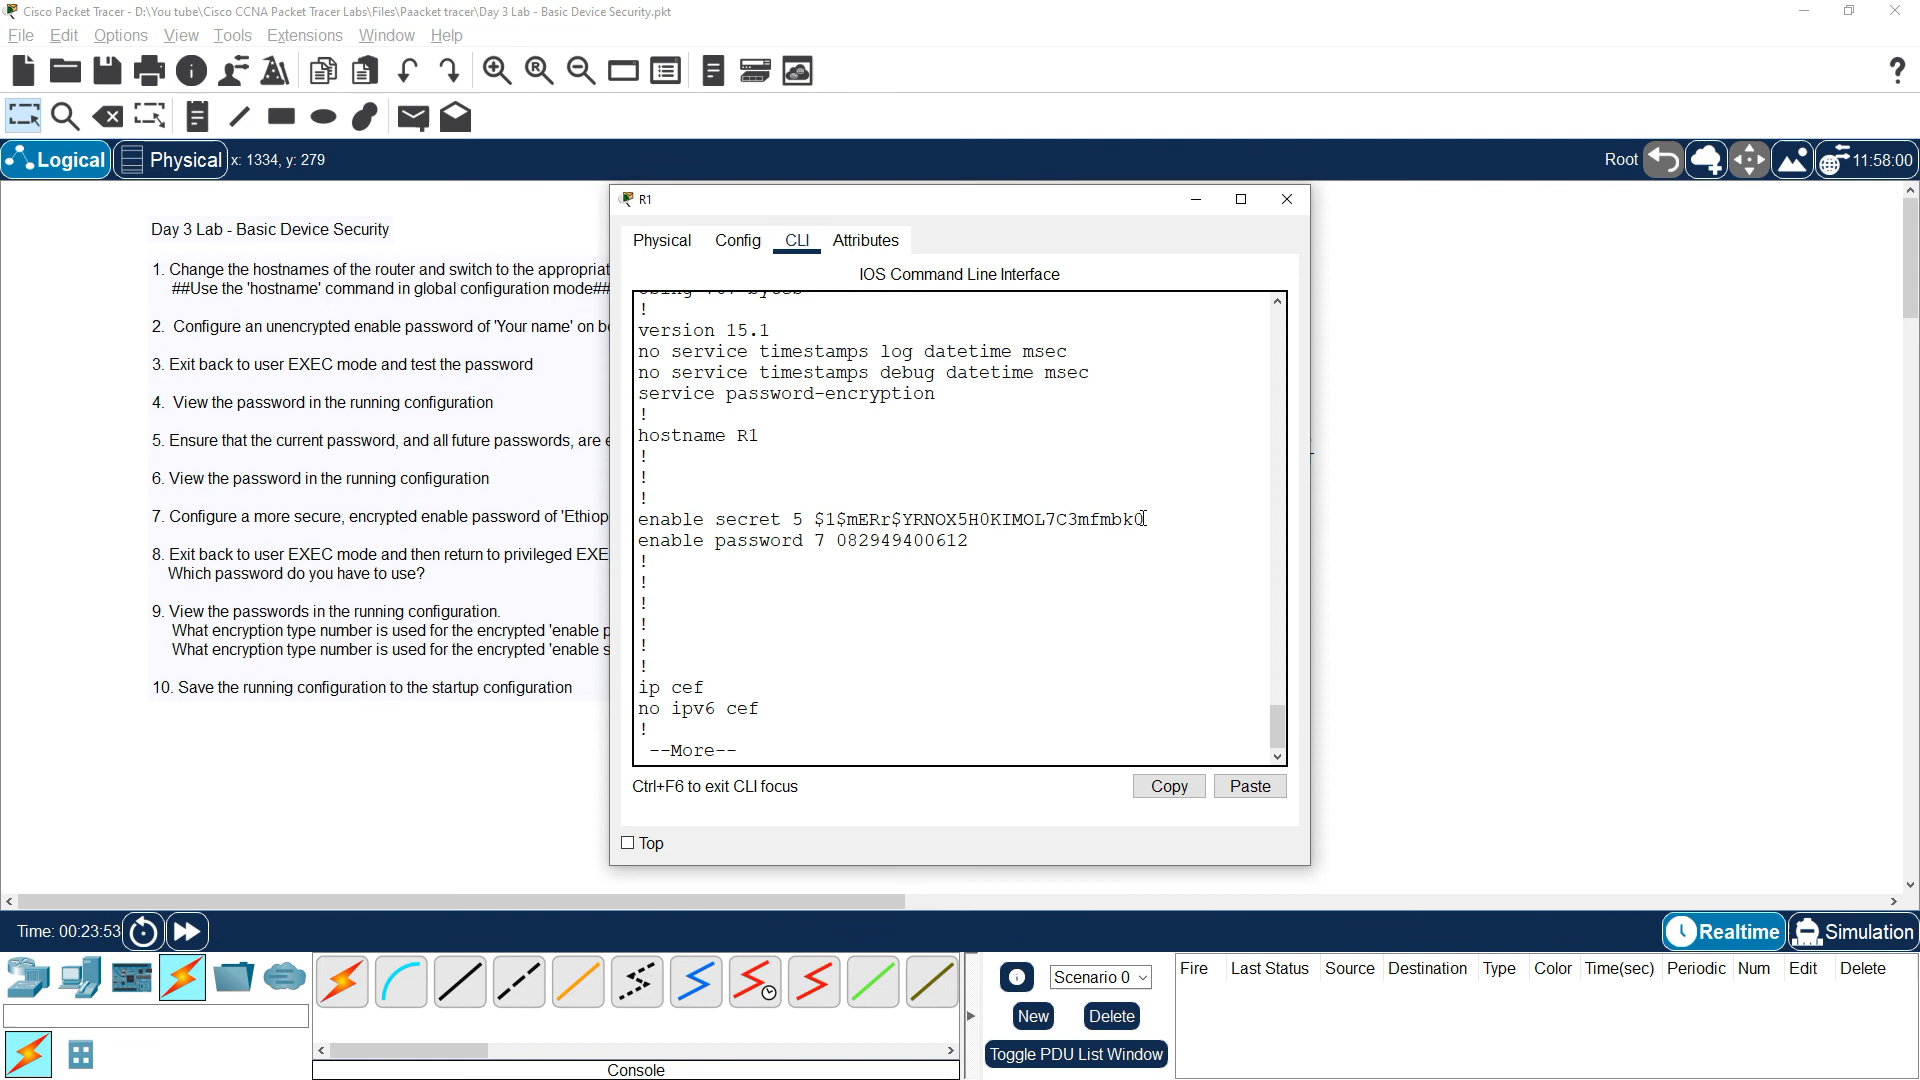 Cisco Packet Tracer - D:\You tube\Cisco CCNA Packet Tracer Labs\Files\Paacket tracer\Day 3 Lab - Basic Device Security.pkt
File Edit Options View Tools Extensions Window Help
Logical Physical x: 1334, y: 279 Root 11:58:00
Day 3 Lab - Basic Device Security
1. Change the hostnames of the router and switch to the appropriat
##Use the 'hostname' command in global configuration mode##
2. Configure an unencrypted enable password of 'Your name' on bo
3. Exit back to user EXEC mode and test the password
4. View the password in the running configuration
5. Ensure that the current password, and all future passwords, are e
6. View the password in the running configuration
7. Configure a more secure, encrypted enable password of 'Ethiop
8. Exit back to user EXEC mode and then return to privileged EXE
Which password do you have to use?
9. View the passwords in the running configuration.
What encryption type number is used for the encrypted 'enable p
What encryption type number is used for the encrypted 'enable s
10. Save the running configuration to the startup configuration
R1
Physical Config CLI Attributes
IOS Command Line Interface
!
version 15.1
no service timestamps log datetime msec
no service timestamps debug datetime msec
service password-encryption
!
hostname R1
!
!
!
enable secret 5 $1$mERr$YRNOX5H0KIMOL7C3mfmbk0
enable password 7 082949400612
!
!
!
!
!
!
ip cef
no ipv6 cef
!
--More--
Ctrl+F6 to exit CLI focus
Copy Paste
Top
Time: 00:23:53 Realtime Simulation
Scenario 0
New Delete
Toggle PDU List Window
Fire Last Status Source Destination Type Color Time(sec) Periodic Num Edit Delete
Console